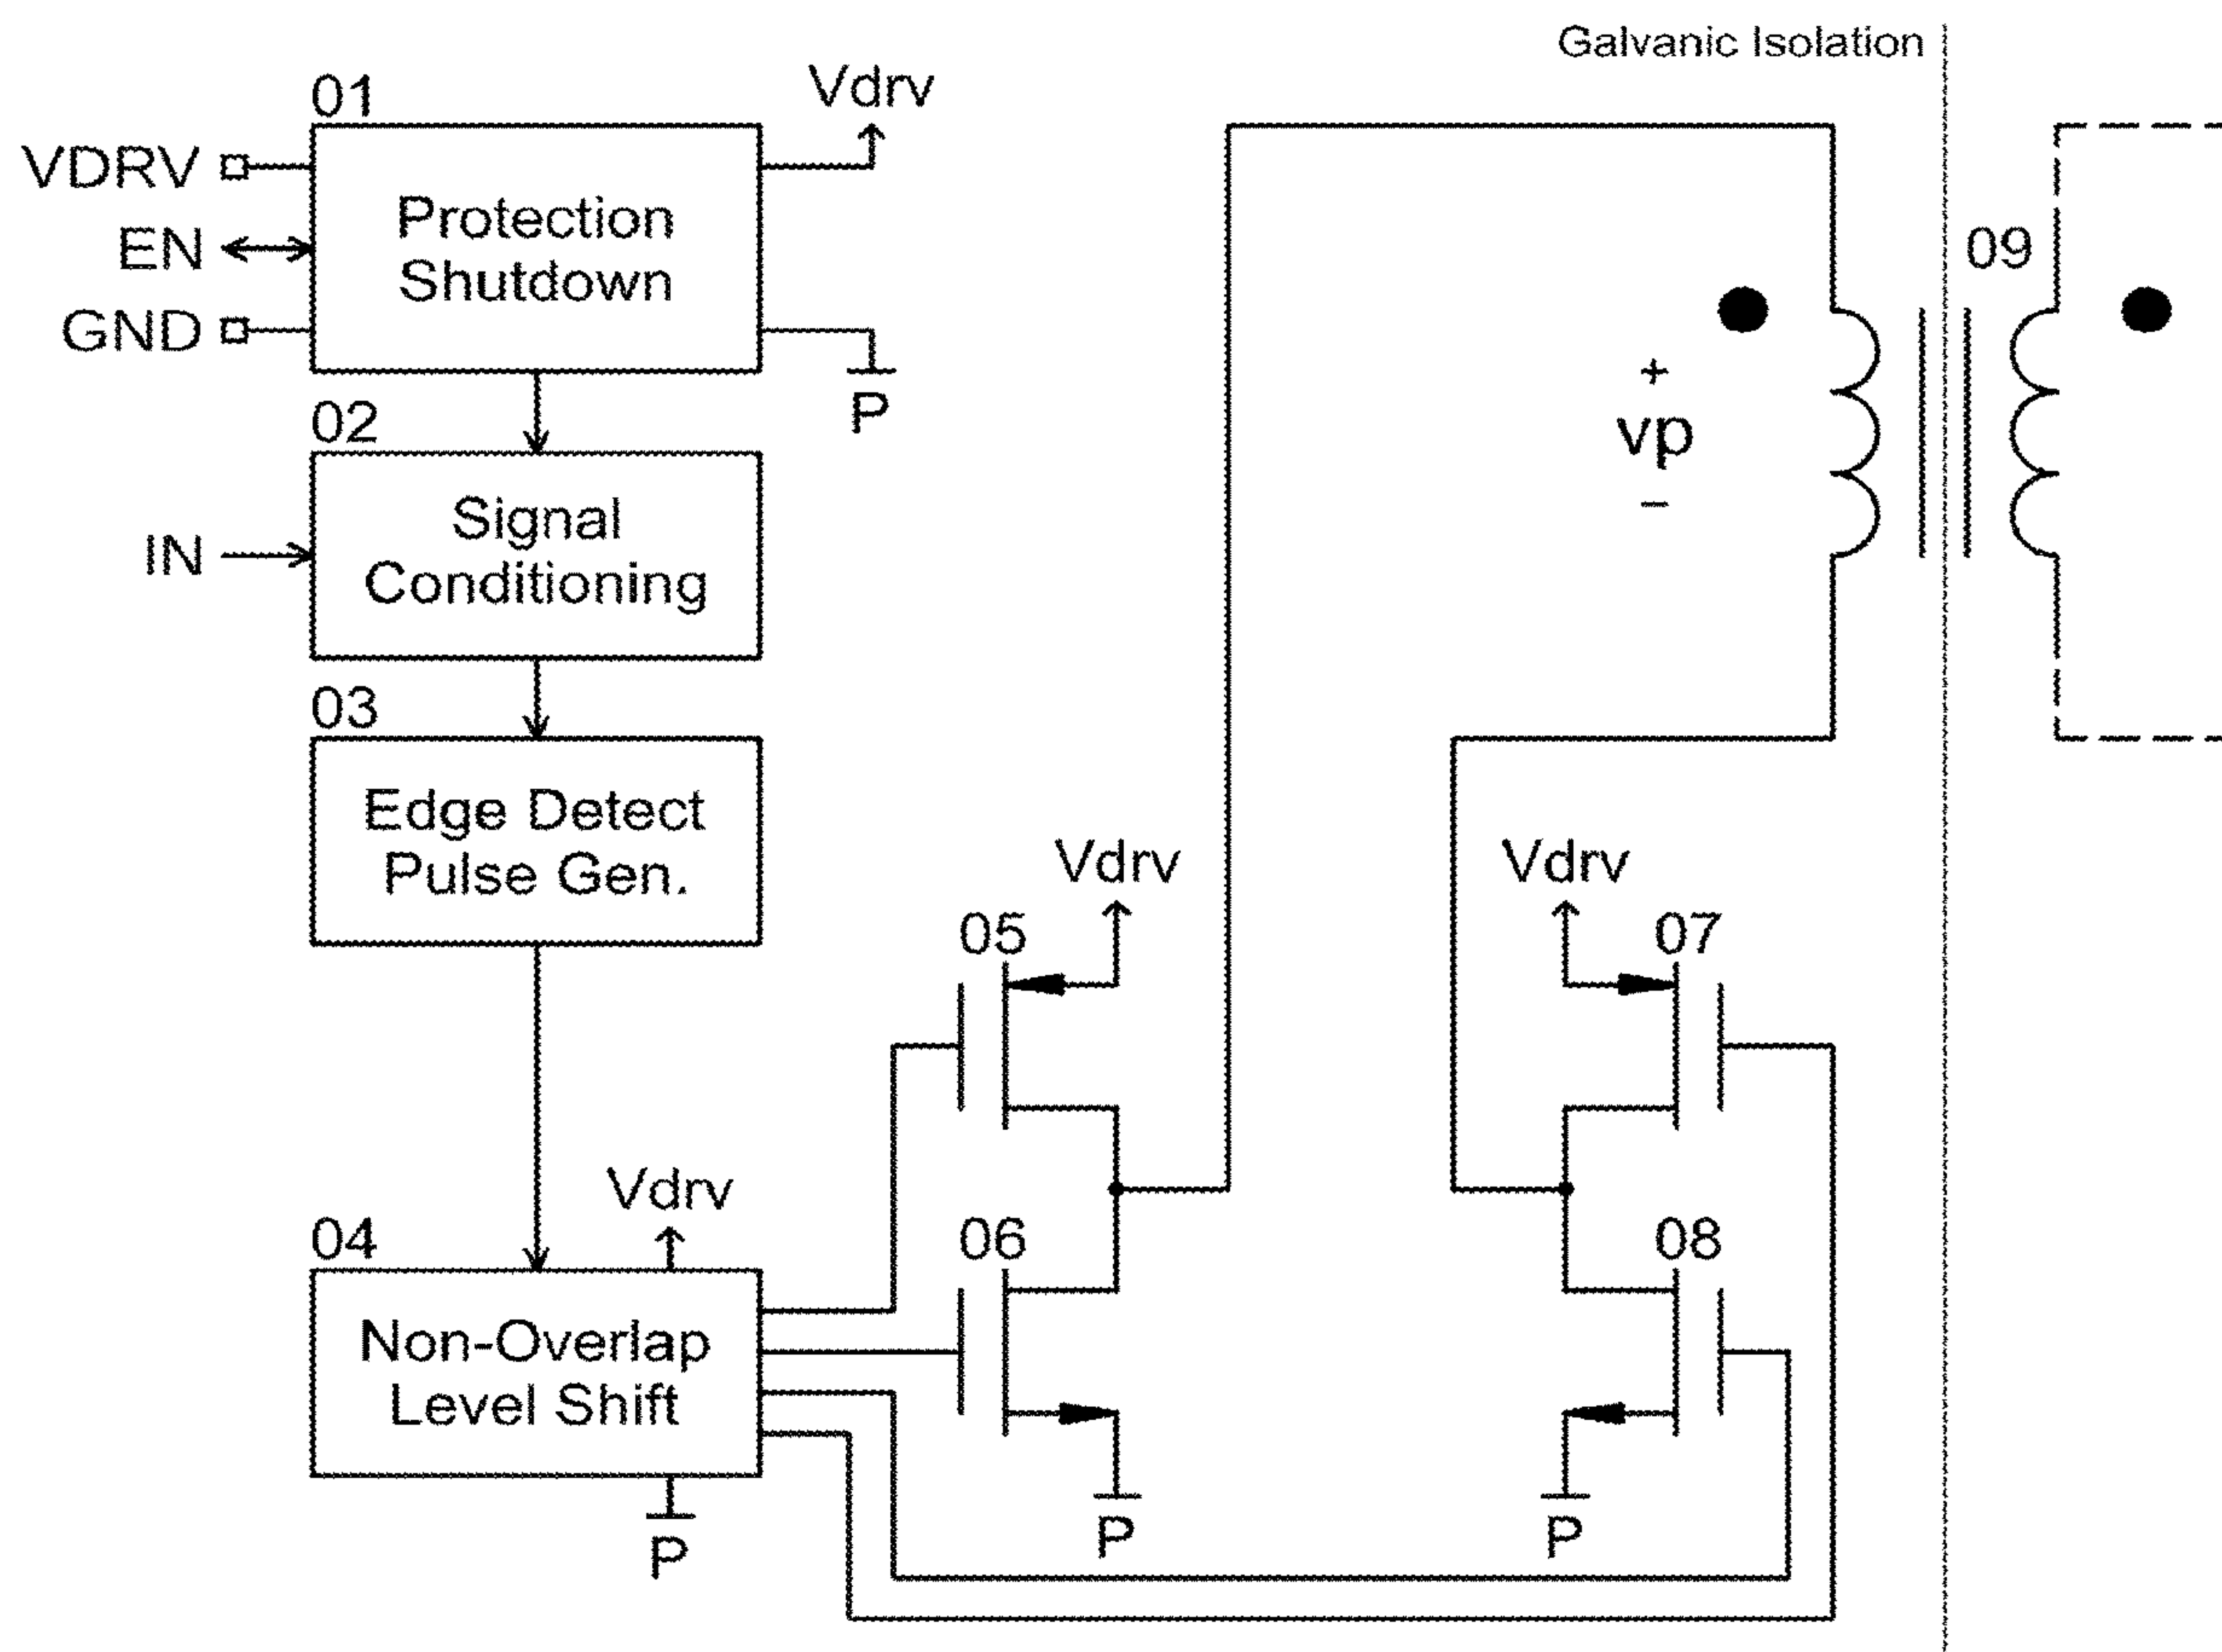 Galvanic Isolation
01
Vdrv
VDRV
EN
GND
Protection
Shutdown
P
09
+
vp
−
02
IN
Signal
Conditioning
03
Edge Detect
Pulse Gen.
Vdrv
Vdrv
05
07
Vdrv
04
06
08
Non-Overlap
Level Shift
P
P
P